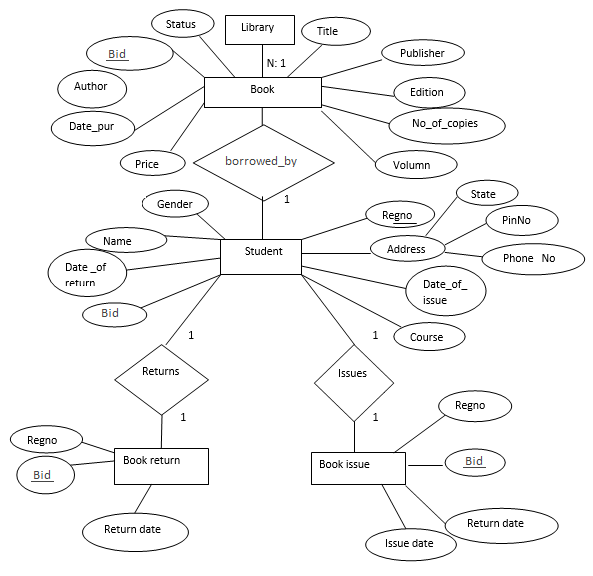 Status
Library
Title
Bid
N: 1
Publisher
Author
Book
Edition
Date_pur
No_of_copies
Price
borrowed_by
Volumn
1
Gender
State
Regno
PinNo
Name
Student
Address
Phone No
Date _of
return
Date_of_
issue
Bid
Course
1
1
Returns
Issues
1
1
Regno
Regno
Book return
Book issue
Bid
Bid
Return date
Return date
Issue date